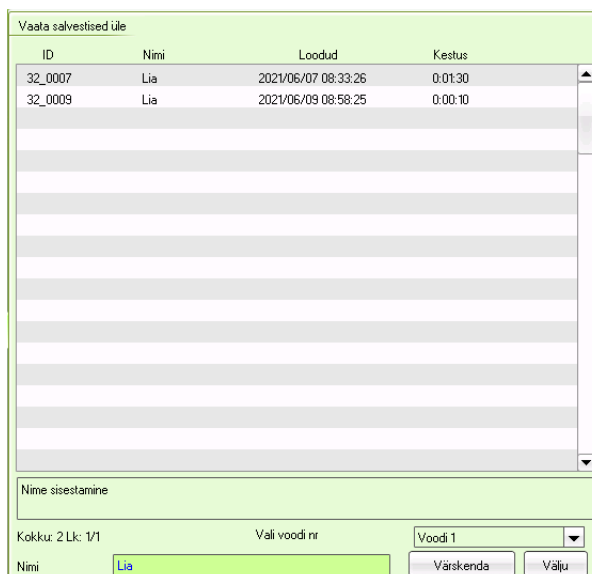 Vaata salvestised üle
ID Nimi Loodud Kestus
32_0007 Lia 2021/06/07 08:33:26 0:01:30
32_0009 Lia 2021/06/09 08:58:25 0:00:10
Nime sisestamine
Kokku: 2 Lk: 1/1 Vali voodi nr Voodi 1
Nimi Lia Värskenda Välju